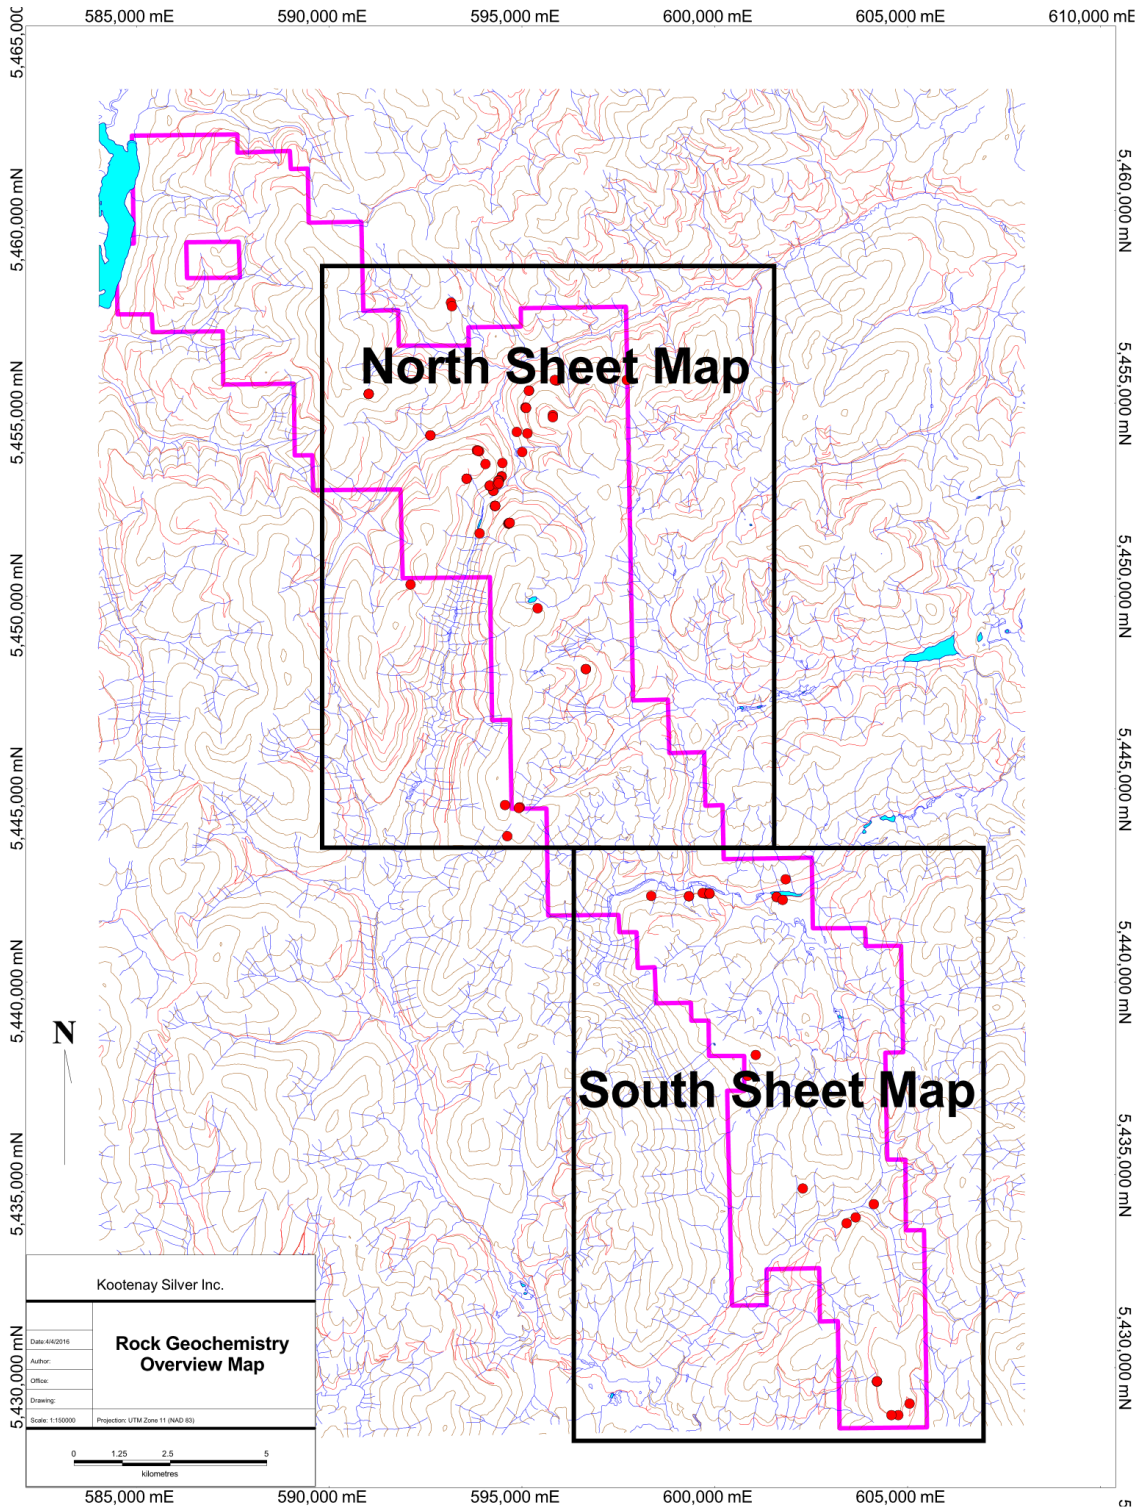 585,000 mE 590,000 mE 595,000 mE 600,000 mE 605,000 mE 610,000 mE
5,465,000
5,460,000 mN
5,455,000 mN
5,450,000 mN
5,445,000 mN
5,440,000 mN
5,435,000 mN
5,430,000 mN
5,460,000 mN
5,455,000 mN
5,450,000 mN
5,445,000 mN
5,440,000 mN
5,435,000 mN
5,430,000 mN
North Sheet Map
South Sheet Map
N
Kootenay Silver Inc.
Rock Geochemistry
Overview Map
Date:4/4/2016
Author:
Office:
Drawing:
Scale: 1:150000 Projection: UTM Zone 11 (NAD 83)
0 1.25 2.5 5
kilometres
585,000 mE 590,000 mE 595,000 mE 600,000 mE 605,000 mE